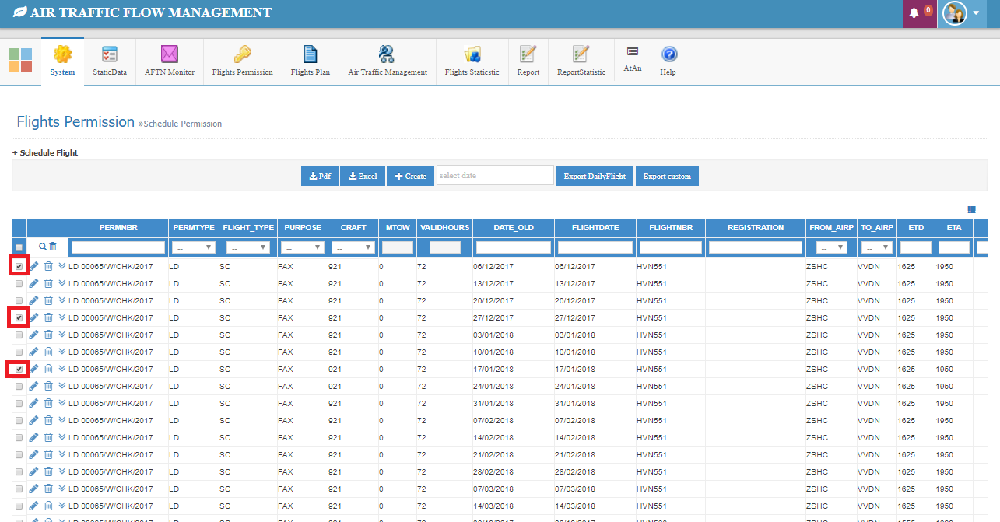 AIR TRAFFIC FLOW MANAGEMENT 0
System StaticData AFTN Monitor Flights Permission Flights Plan Air Traffic Management Flights Staticstic Report ReportStatistic AtAn Help
Flights Permission »Schedule Permission
+ Schedule Flight
Pdf Excel + Create select date Export DailyFlight Export custom
PERMNBR PERMTYPE FLIGHT_TYPE PURPOSE CRAFT MTOW VALIDHOURS DATE_OLD FLIGHTDATE FLIGHTNBR REGISTRATION FROM_AIRP TO_AIRP ETD ETA
-- -- -- -- -- --
LD 00065/W/CHK/2017 LD SC FAX 921 0 72 06/12/2017 06/12/2017 HVN551 ZSHC VVDN 1625 1950
LD 00065/W/CHK/2017 LD SC FAX 921 0 72 13/12/2017 13/12/2017 HVN551 ZSHC VVDN 1625 1950
LD 00065/W/CHK/2017 LD SC FAX 921 0 72 20/12/2017 20/12/2017 HVN551 ZSHC VVDN 1625 1950
LD 00065/W/CHK/2017 LD SC FAX 921 0 72 27/12/2017 27/12/2017 HVN551 ZSHC VVDN 1625 1950
LD 00065/W/CHK/2017 LD SC FAX 921 0 72 03/01/2018 03/01/2018 HVN551 ZSHC VVDN 1625 1950
LD 00065/W/CHK/2017 LD SC FAX 921 0 72 10/01/2018 10/01/2018 HVN551 ZSHC VVDN 1625 1950
LD 00065/W/CHK/2017 LD SC FAX 921 0 72 17/01/2018 17/01/2018 HVN551 ZSHC VVDN 1625 1950
LD 00065/W/CHK/2017 LD SC FAX 921 0 72 24/01/2018 24/01/2018 HVN551 ZSHC VVDN 1625 1950
LD 00065/W/CHK/2017 LD SC FAX 921 0 72 31/01/2018 31/01/2018 HVN551 ZSHC VVDN 1625 1950
LD 00065/W/CHK/2017 LD SC FAX 921 0 72 07/02/2018 07/02/2018 HVN551 ZSHC VVDN 1625 1950
LD 00065/W/CHK/2017 LD SC FAX 921 0 72 14/02/2018 14/02/2018 HVN551 ZSHC VVDN 1625 1950
LD 00065/W/CHK/2017 LD SC FAX 921 0 72 21/02/2018 21/02/2018 HVN551 ZSHC VVDN 1625 1950
LD 00065/W/CHK/2017 LD SC FAX 921 0 72 28/02/2018 28/02/2018 HVN551 ZSHC VVDN 1625 1950
LD 00065/W/CHK/2017 LD SC FAX 921 0 72 07/03/2018 07/03/2018 HVN551 ZSHC VVDN 1625 1950
LD 00065/W/CHK/2017 LD SC FAX 921 0 72 14/03/2018 14/03/2018 HVN551 ZSHC VVDN 1625 1950